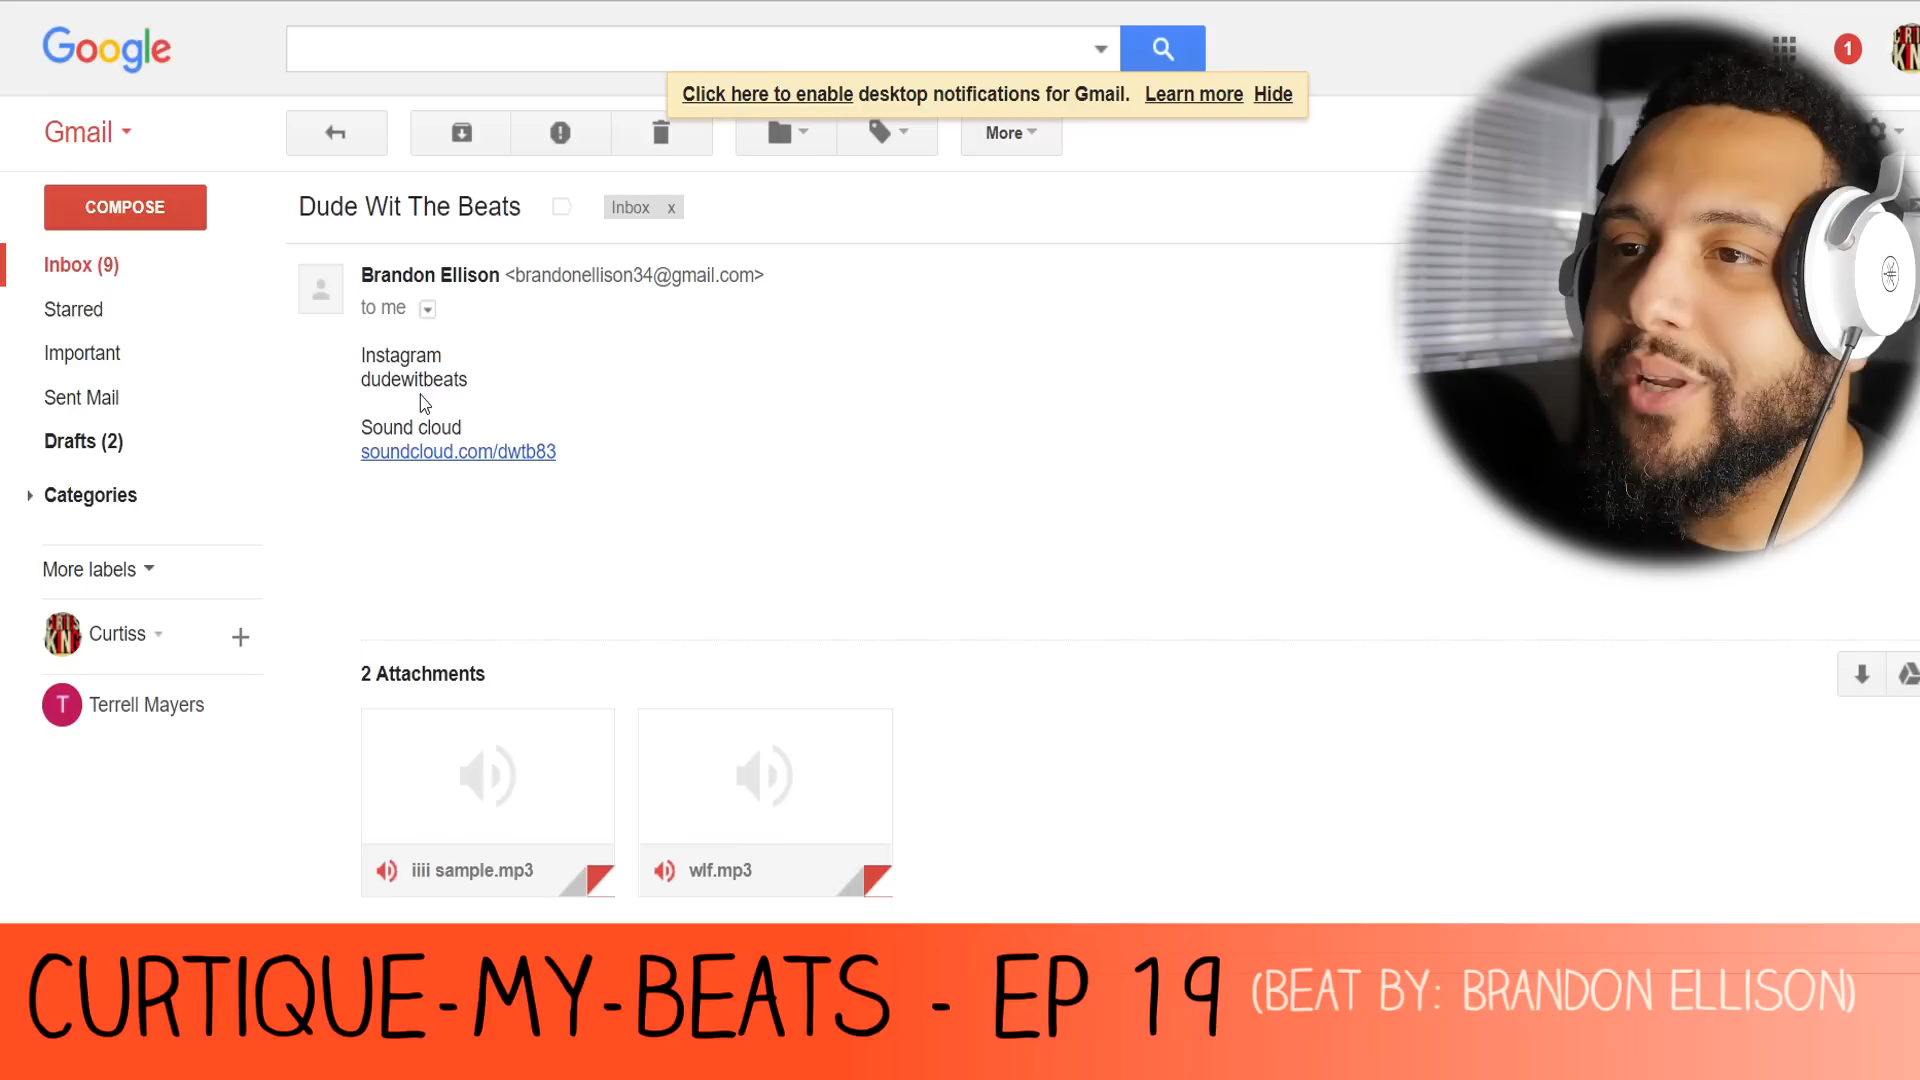 Google
1
Click here to enable desktop notifications for Gmail. Learn more Hide
Gmail
More
COMPOSE
Dude Wit The Beats
Inbox x
Inbox (9)
Starred
Important
Sent Mail
Drafts (2)
Categories
More labels
Curtiss
T Terrell Mayers
Brandon Ellison <brandonellison34@gmail.com>
to me
Instagram
dudewitbeats
Sound cloud
soundcloud.com/dwtb83
2 Attachments
iiii sample.mp3
wlf.mp3
CURTIQUE-MY-BEATS - EP 19 (BEAT BY: BRANDON ELLISON)